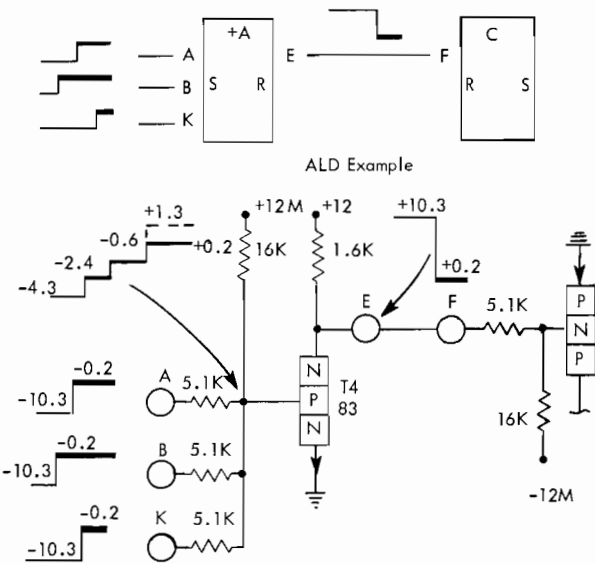 +A
C
A
E
F
B
S
R
R
S
K
ALD Example
+1.3
+12M
+12
+10.3
-0.6
+0.2
16K
1.6K
-2.4
-4.3
+0.2
E
F
5.1K
P
N
P
-0.2
A
5.1K
N
P
N
T4
83
-10.3
16K
-0.2
B
5.1K
-10.3
-12M
-0.2
K
5.1K
-10.3